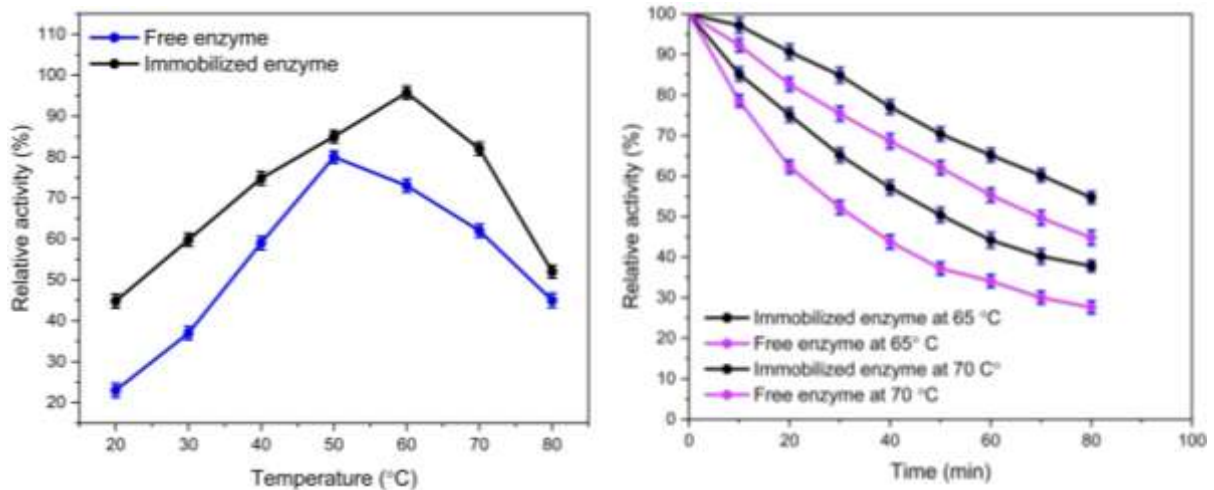 Free enzyme
Immobilized enzyme
110
100
90
80
70
60
50
40
30
20
20 30 40 50 60 70 80
Relative activity (%)
Temperature (°C)
100
90
80
70
60
50
40
30
20
10
0
0 20 40 60 80 100
Relative activity (%)
Time (min)
Immobilized enzyme at 65 °C
Free enzyme at 65° C
Immobilized enzyme at 70 C°
Free enzyme at 70 °C